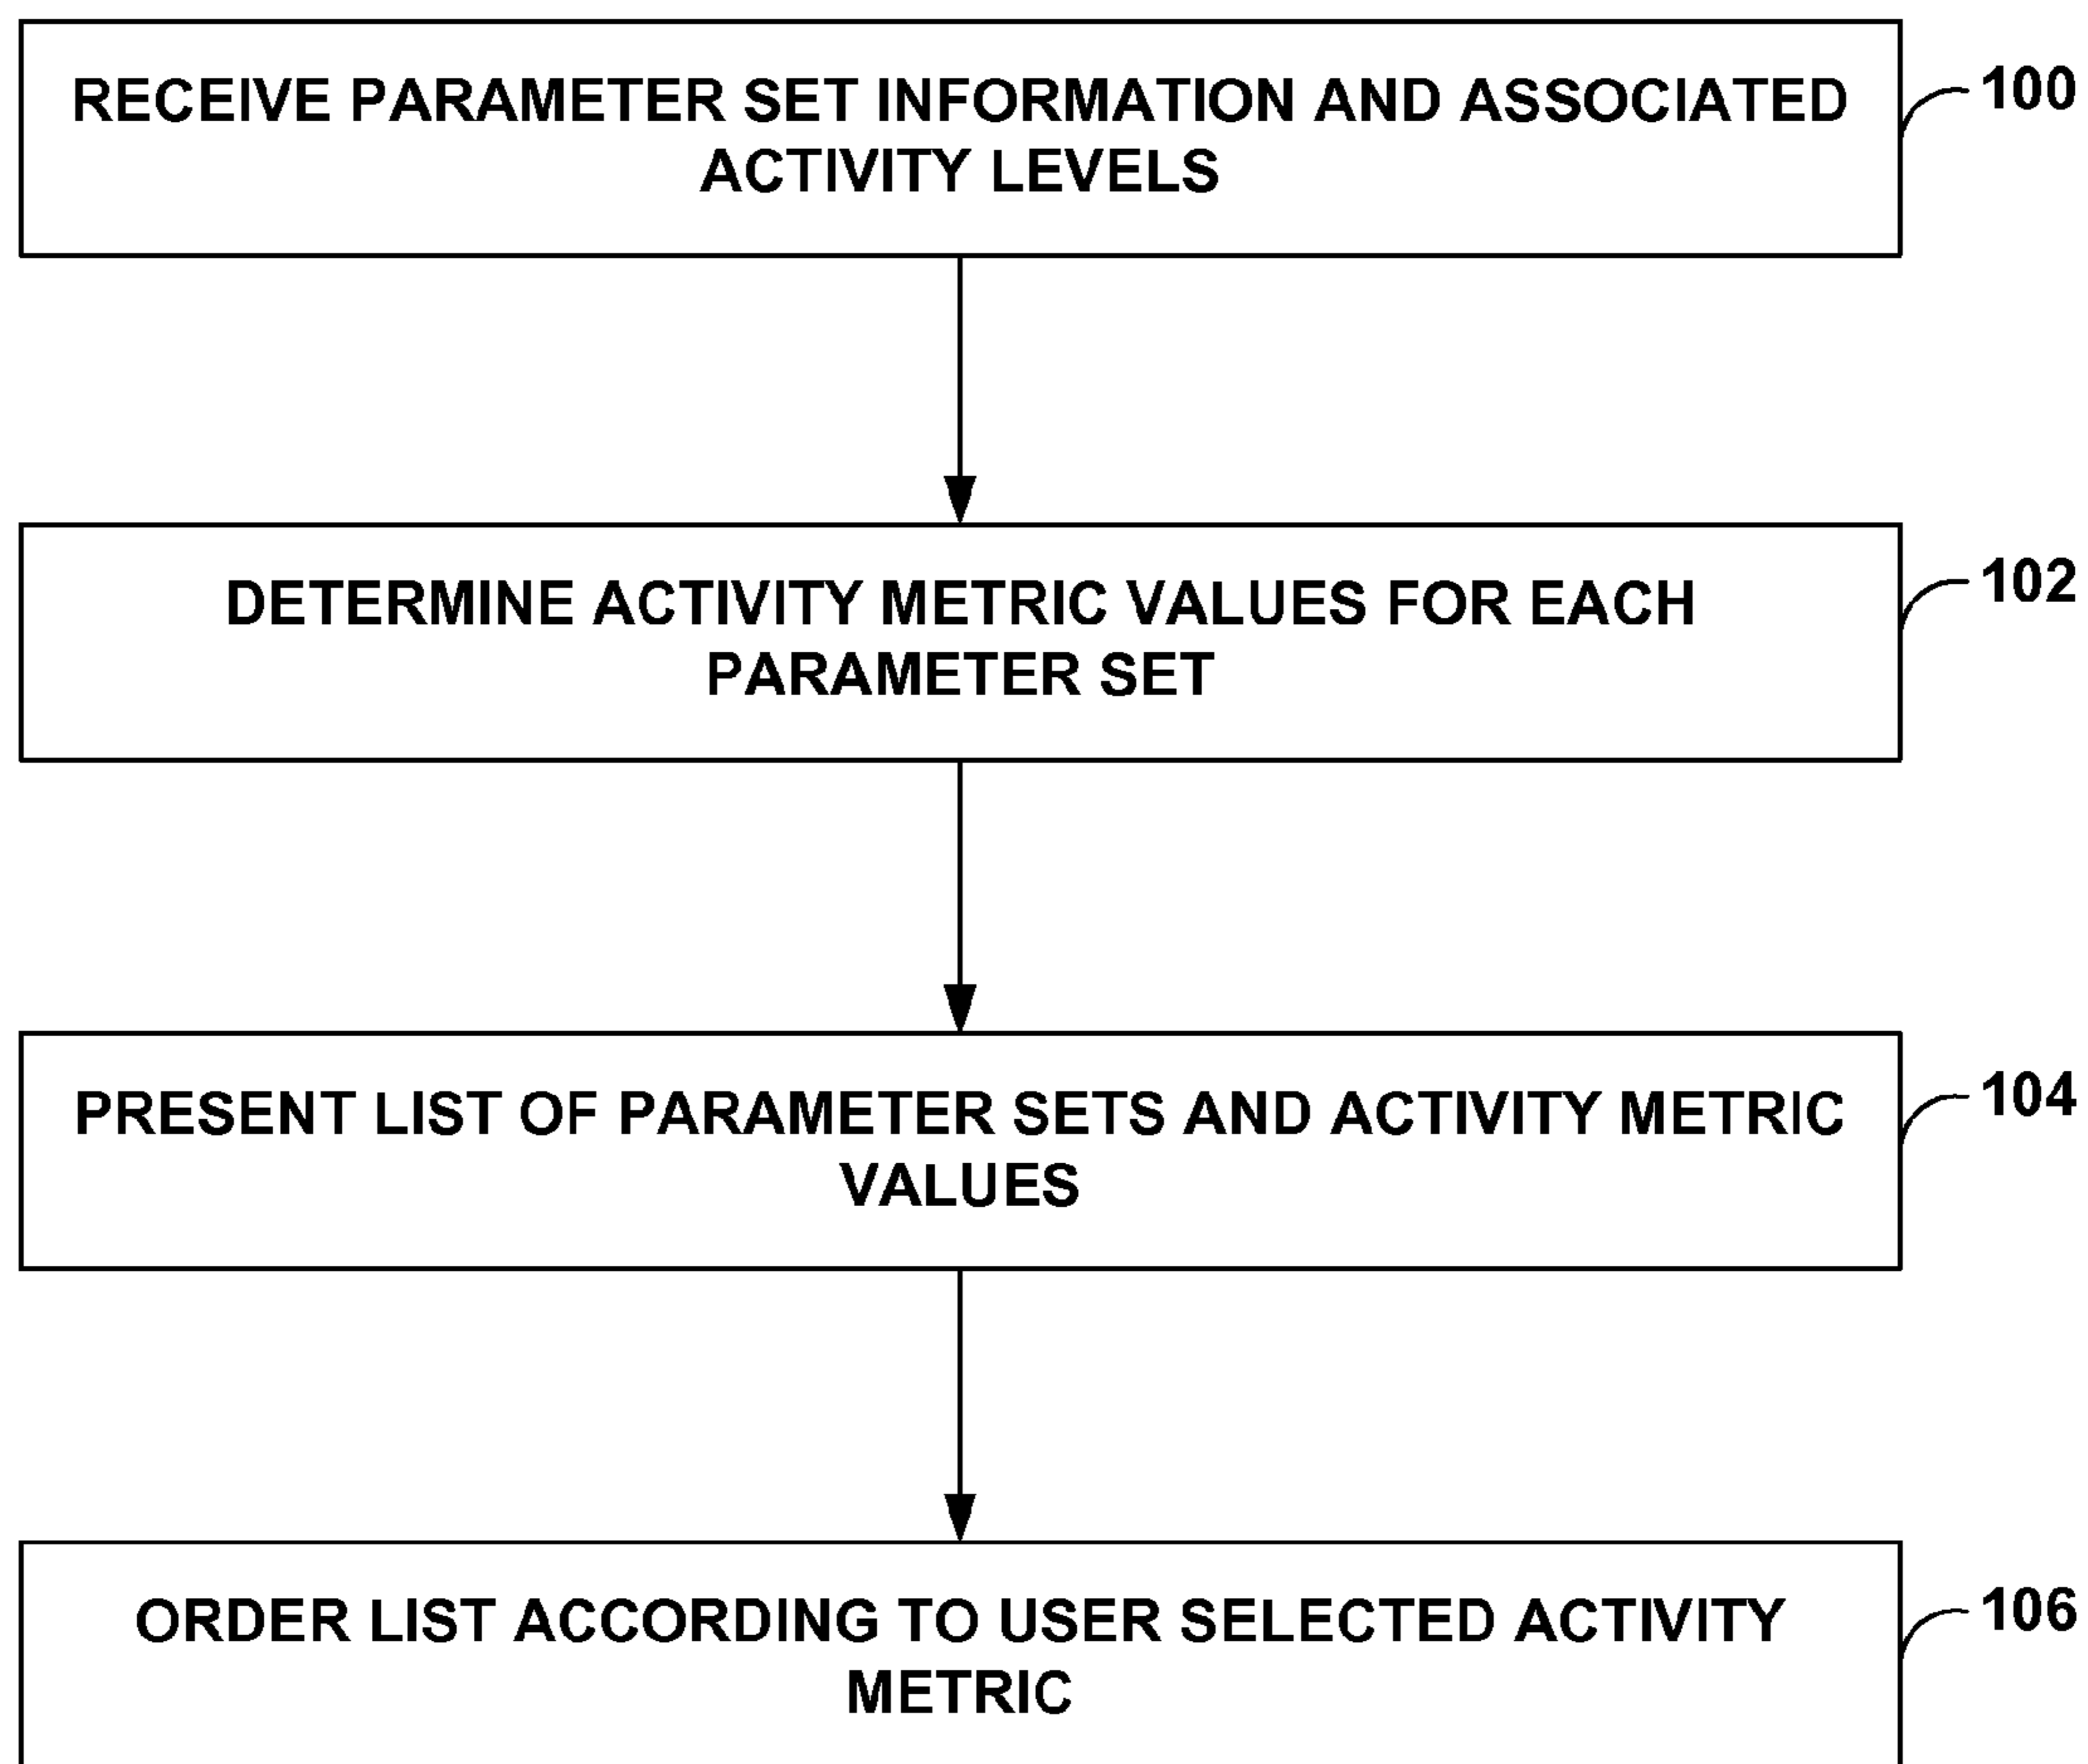 RECEIVE PARAMETER SET INFORMATION AND ASSOCIATED
ACTIVITY LEVELS
100
DETERMINE ACTIVITY METRIC VALUES FOR EACH
PARAMETER SET
102
PRESENT LIST OF PARAMETER SETS AND ACTIVITY METRIC
VALUES
104
ORDER LIST ACCORDING TO USER SELECTED ACTIVITY
METRIC
106